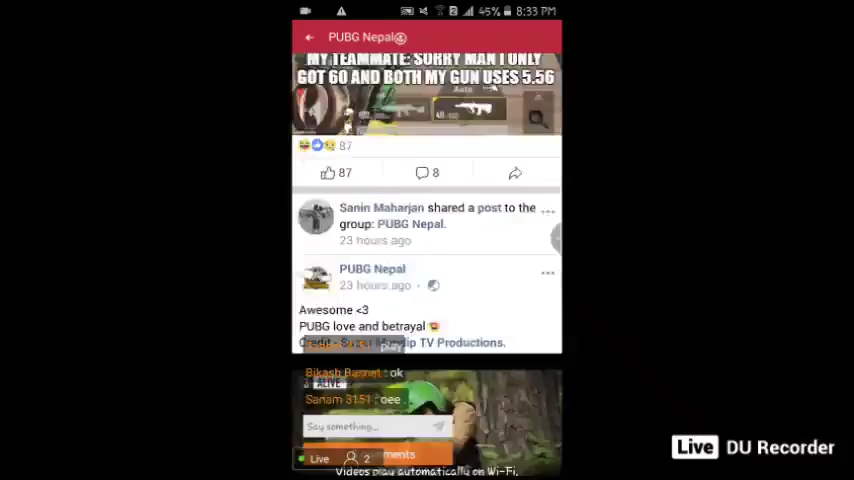 45% 8:33 PM
PUBG Nepal
MY TEAMMATE: SORRY MAN I ONLY
GOT 60 AND BOTH MY GUN USES 5.56
Auto
87
87 8
Sanin Maharjan shared a post to the
group: PUBG Nepal.
23 hours ago
PUBG Nepal
23 hours ago
Awesome <3
PUBG love and betrayal
TV Productions.
play
Bikash Basnet : ok
ALIVE
Sanam 3151 : oee
Say something...
Live 2
Videos play automatically on Wi-Fi.
Live DU Recorder